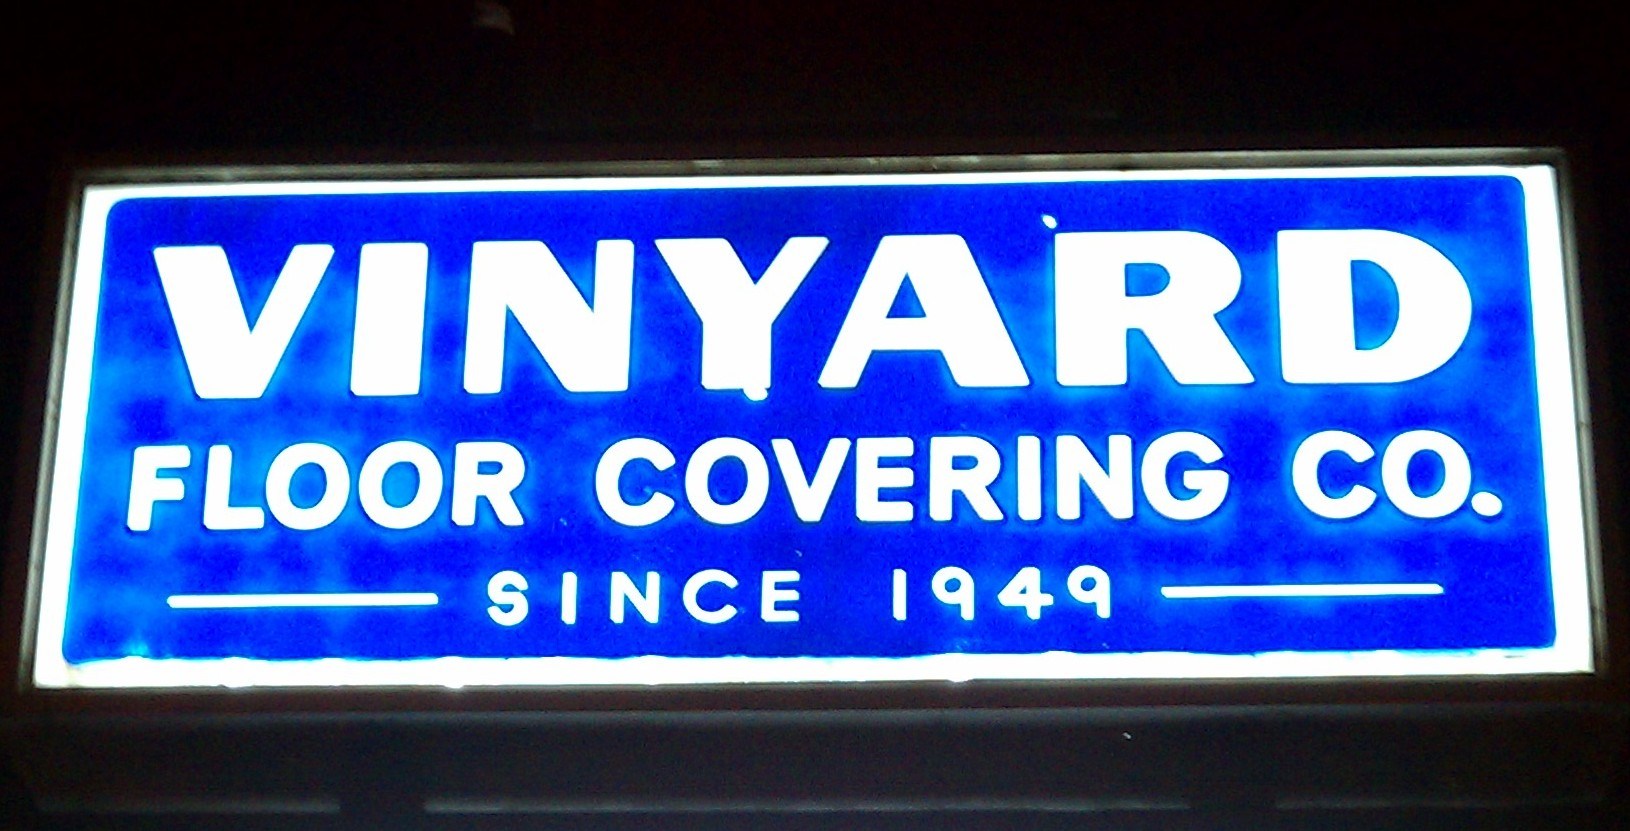 VINYARD
FLOOR COVERING CO.
SINCE 1949